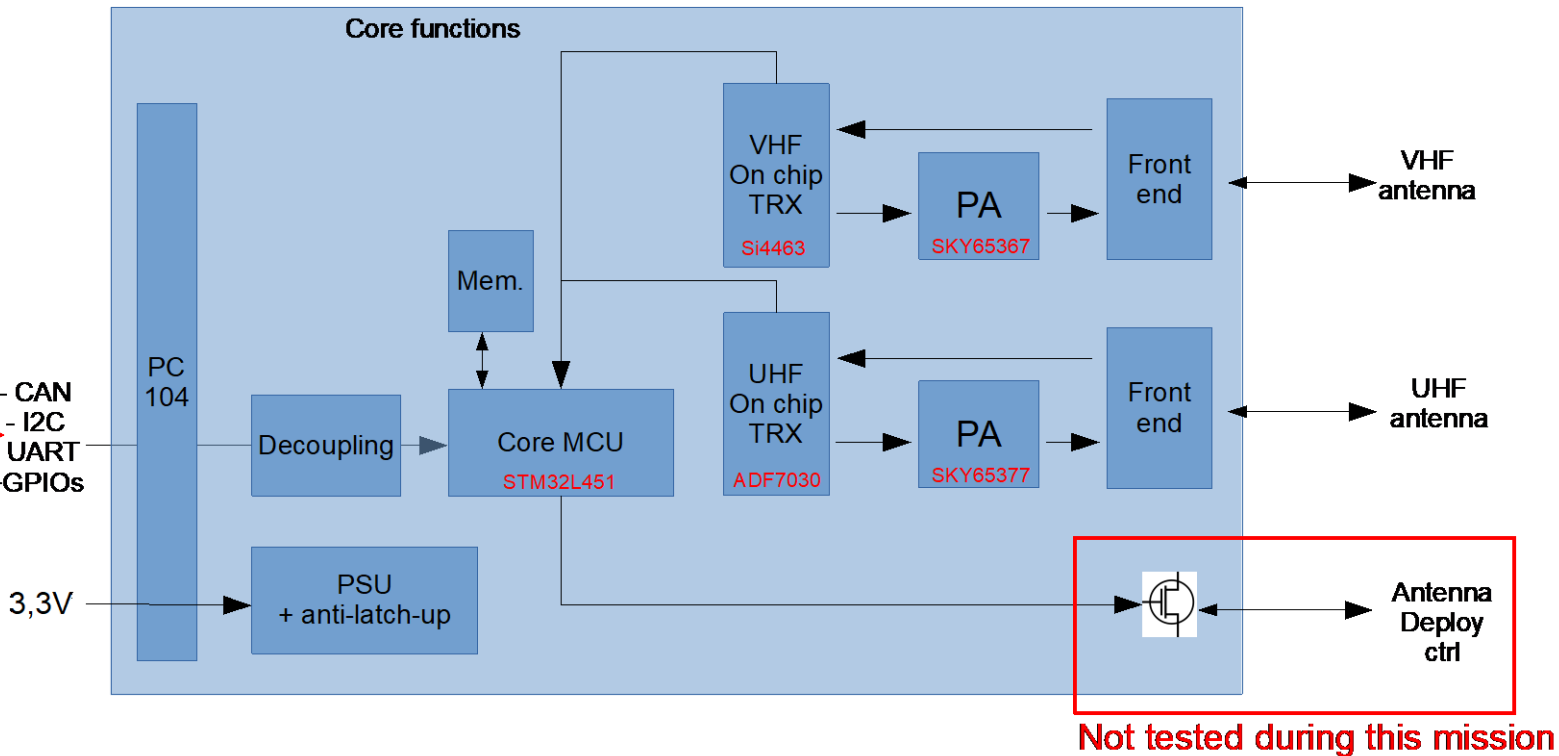 Core functions
VHF
On chip
TRX
Si4463
PA
SKY65367
Front
end
VHF
antenna
Mem.
PC
104
- CAN
- I2C
UART
-GPIOs
Decoupling
Core MCU
STM32L451
UHF
On chip
TRX
ADF7030
PA
SKY65377
Front
end
UHF
antenna
3,3V
PSU
+ anti-latch-up
Antenna
Deploy
ctrl
Not tested during this mission